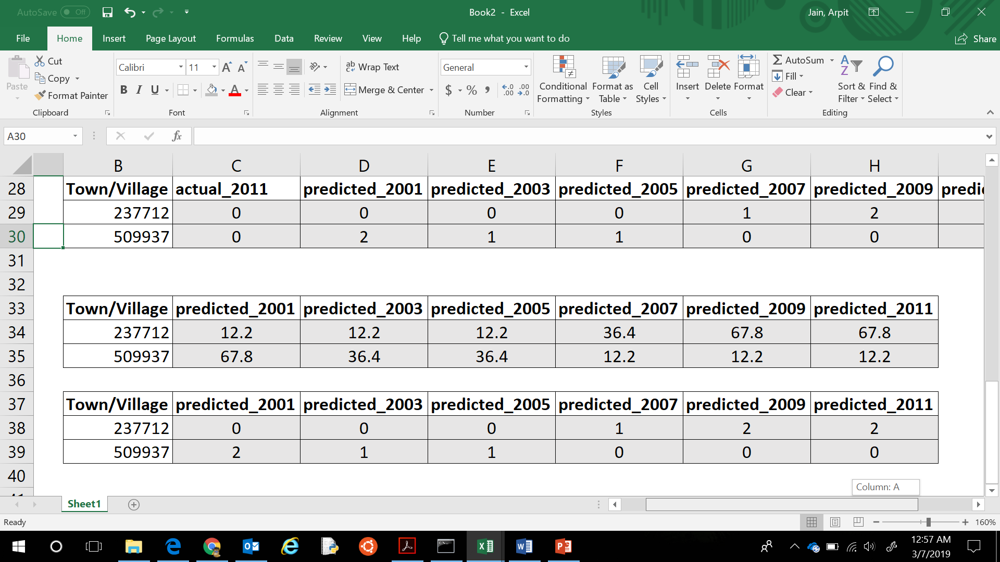 AutoSave Off Book2 - Excel Jain, Arpit
File Home Insert Page Layout Formulas Data Review View Help Tell me what you want to do Share
Paste Cut Copy Format Painter
Clipboard
Calibri 11 A A
B I U A
Font
ab Wrap Text
Merge & Center
Alignment
General
$ % , .0 .00 .00 .0
Number
Conditional Formatting Format as Table Cell Styles
Styles
Insert Delete Format
Cells
AutoSum Fill Clear Sort & Filter Find & Select
Editing
A30 fx
B C D E F G H
28 Town/Village actual_2011 predicted_2001 predicted_2003 predicted_2005 predicted_2007 predicted_2009 predi
29 237712 0 0 0 0 1 2
30 509937 0 2 1 1 0 0
31
32
33 Town/Village predicted_2001 predicted_2003 predicted_2005 predicted_2007 predicted_2009 predicted_2011
34 237712 12.2 12.2 12.2 36.4 67.8 67.8
35 509937 67.8 36.4 36.4 12.2 12.2 12.2
36
37 Town/Village predicted_2001 predicted_2003 predicted_2005 predicted_2007 predicted_2009 predicted_2011
38 237712 0 0 0 1 2 2
39 509937 2 1 1 0 0 0
40
Column: A
Sheet1
Ready 160%
12:57 AM
3/7/2019